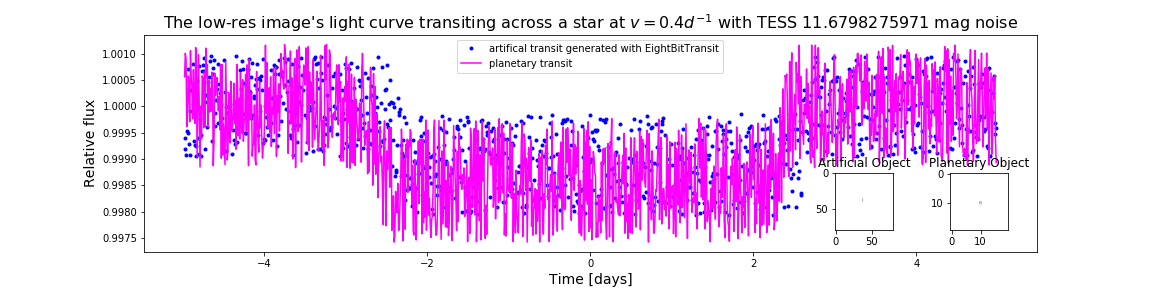 The low-res image's light curve transiting across a star at v = 0.4d⁻¹ with TESS 11.6798275971 mag noise
artifical transit generated with EightBitTransit
planetary transit
Relative flux
1.0010
1.0005
1.0000
0.9995
0.9990
0.9985
0.9980
0.9975
Artificial Object
0
50
0 50
Planetary Object
0
10
0 10
−4 −2 0 2 4
Time [days]